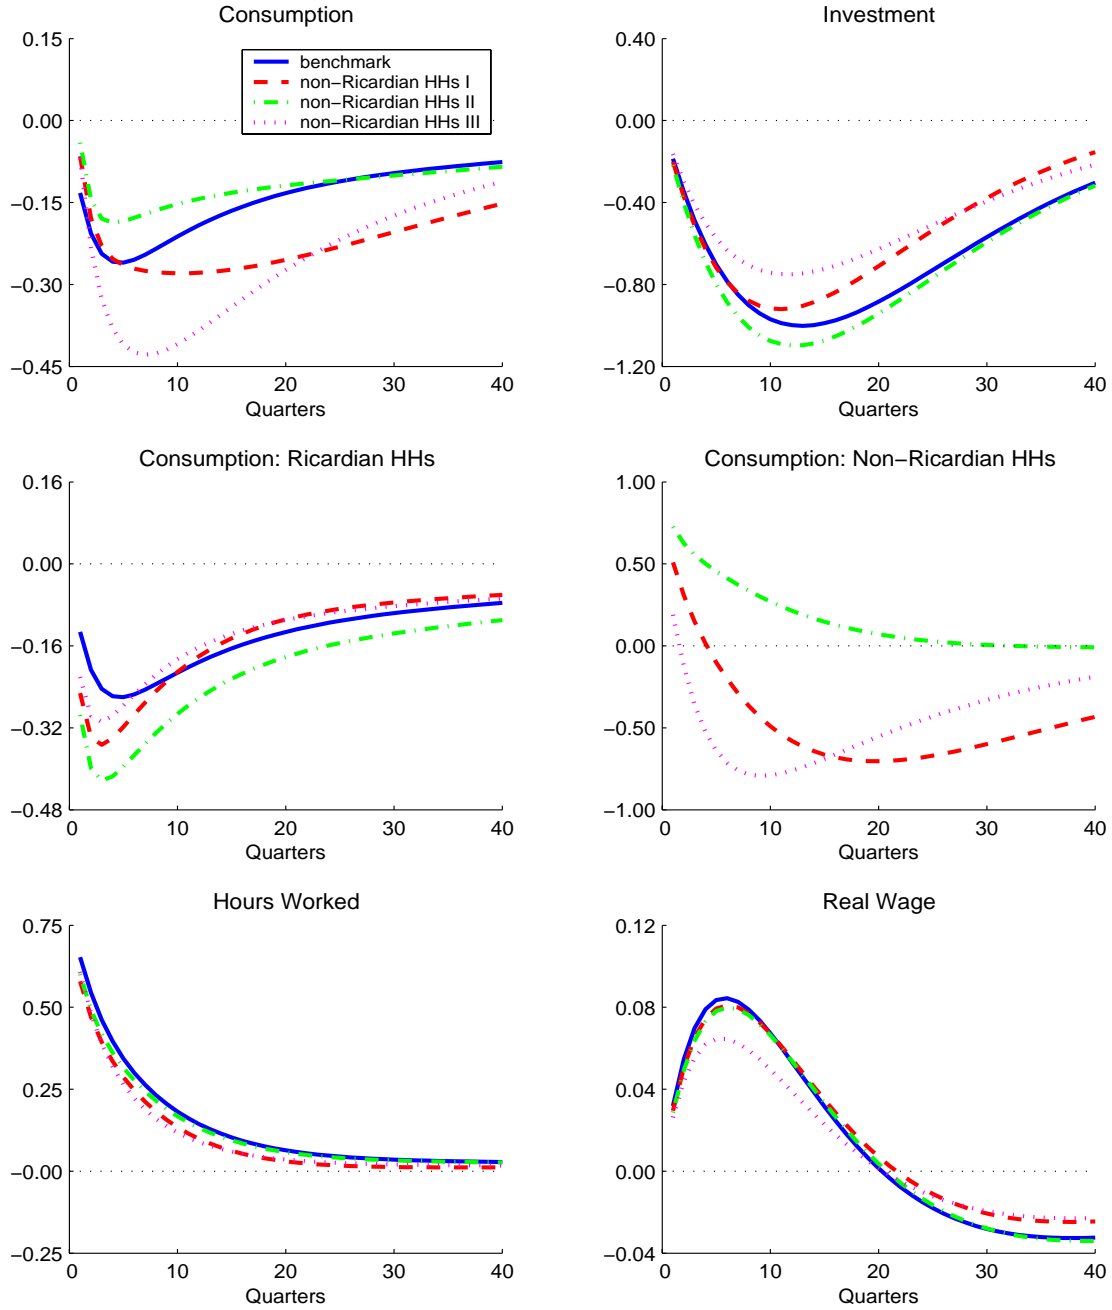 Consumption
0.15
0.00
−0.15
−0.30
−0.45
0 10 20 30 40
Quarters
benchmark
non−Ricardian HHs I
non−Ricardian HHs II
non−Ricardian HHs III
Investment
0.40
0.00
−0.40
−0.80
−1.20
0 10 20 30 40
Quarters
Consumption: Ricardian HHs
0.16
0.00
−0.16
−0.32
−0.48
0 10 20 30 40
Quarters
Consumption: Non−Ricardian HHs
1.00
0.50
0.00
−0.50
−1.00
0 10 20 30 40
Quarters
Hours Worked
0.75
0.50
0.25
−0.00
−0.25
0 10 20 30 40
Quarters
Real Wage
0.12
0.08
0.04
0.00
−0.04
0 10 20 30 40
Quarters